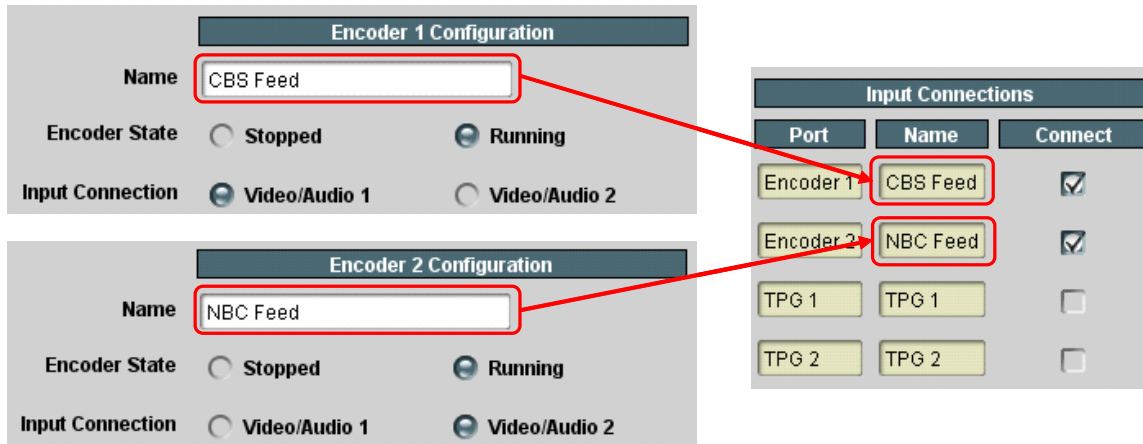 Encoder 1 Configuration
Name CBS Feed
Encoder State Stopped Running
Input Connection Video/Audio 1 Video/Audio 2
Encoder 2 Configuration
Name NBC Feed
Encoder State Stopped Running
Input Connection Video/Audio 1 Video/Audio 2
Input Connections
Port Name Connect
Encoder 1 CBS Feed
Encoder 2 NBC Feed
TPG 1 TPG 1
TPG 2 TPG 2